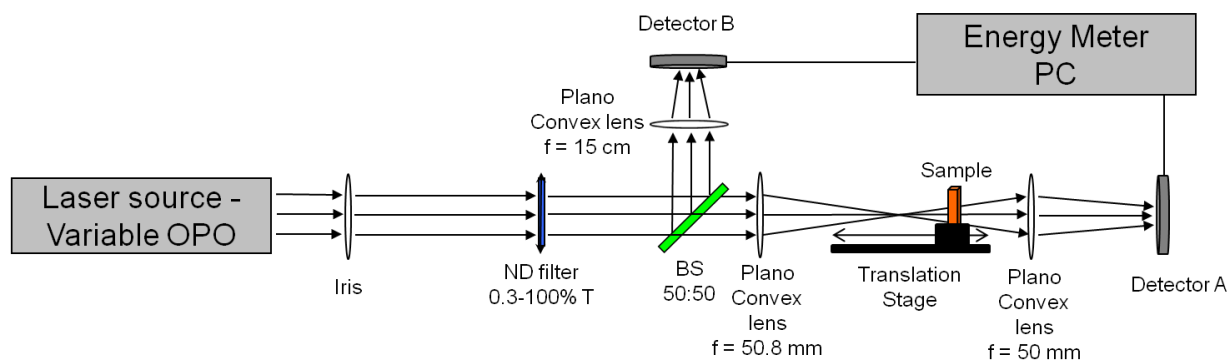 Detector B
Energy Meter
PC
Plano
Convex lens
f = 15 cm
Sample
Laser source -
Variable OPO
Iris
ND filter
0.3-100% T
BS
50:50
Plano
Convex
lens
f = 50.8 mm
Translation
Stage
Plano
Convex
lens
f = 50 mm
Detector A